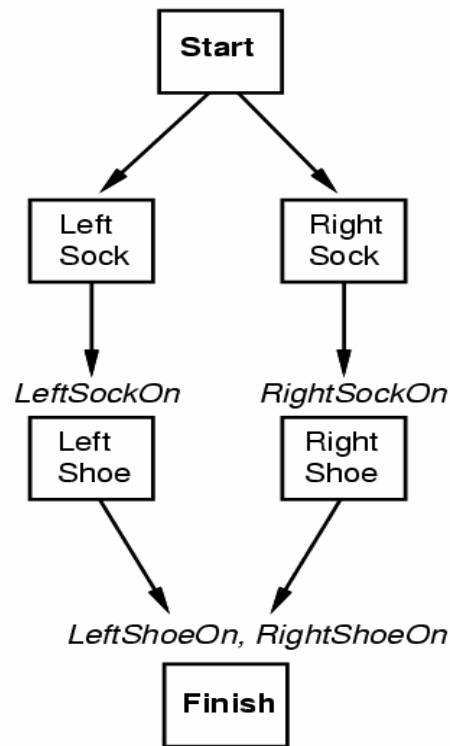 Start
Left
Sock
Right
Sock
LeftSockOn
RightSockOn
Left
Shoe
Right
Shoe
LeftShoeOn, RightShoeOn
Finish